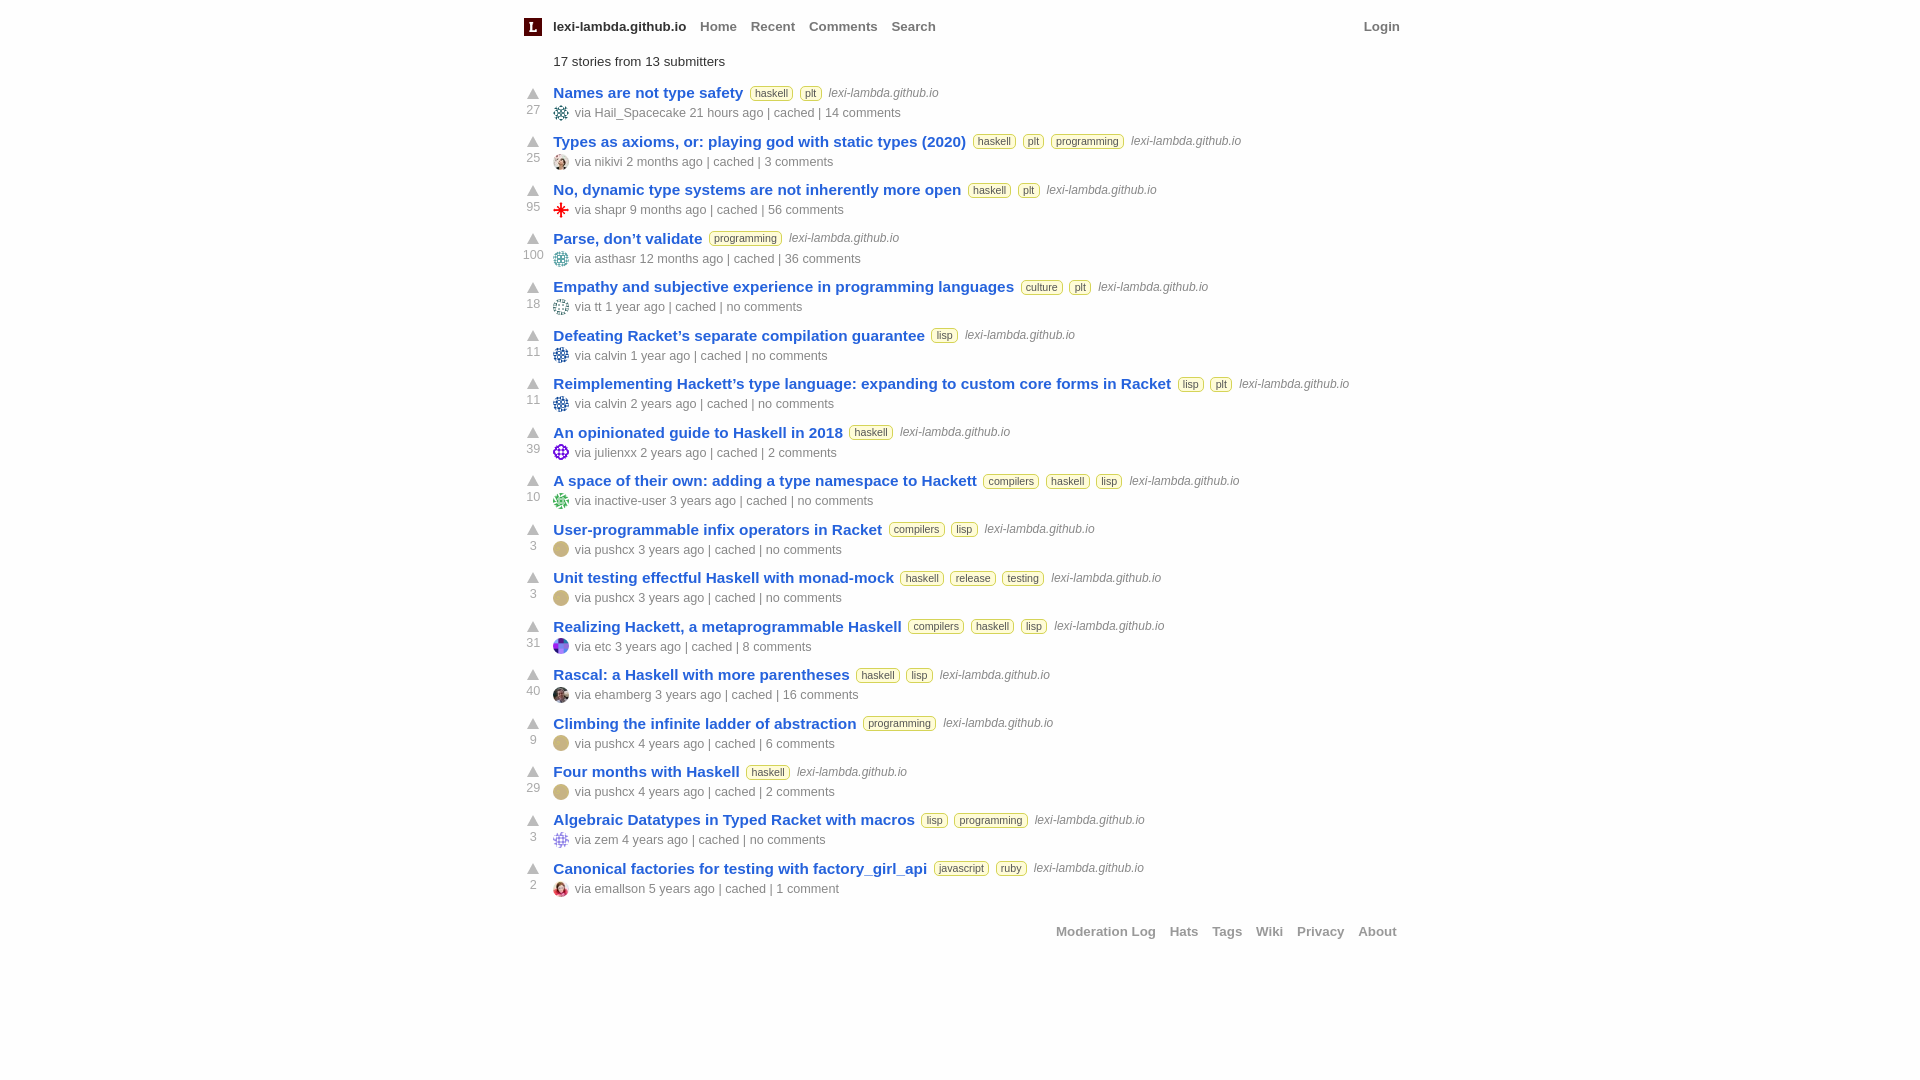 L lexi-lambda.github.io Home Recent Comments Search Login
17 stories from 13 submitters
Names are not type safety haskell plt lexi-lambda.github.io
27 via Hail_Spacecake 21 hours ago | cached | 14 comments
Types as axioms, or: playing god with static types (2020) haskell plt programming lexi-lambda.github.io
25 via nikivi 2 months ago | cached | 3 comments
No, dynamic type systems are not inherently more open haskell plt lexi-lambda.github.io
95 via shapr 9 months ago | cached | 56 comments
Parse, don’t validate programming lexi-lambda.github.io
100 via asthasr 12 months ago | cached | 36 comments
Empathy and subjective experience in programming languages culture plt lexi-lambda.github.io
18 via tt 1 year ago | cached | no comments
Defeating Racket’s separate compilation guarantee lisp lexi-lambda.github.io
11 via calvin 1 year ago | cached | no comments
Reimplementing Hackett’s type language: expanding to custom core forms in Racket lisp plt lexi-lambda.github.io
11 via calvin 2 years ago | cached | no comments
An opinionated guide to Haskell in 2018 haskell lexi-lambda.github.io
39 via julienxx 2 years ago | cached | 2 comments
A space of their own: adding a type namespace to Hackett compilers haskell lisp lexi-lambda.github.io
10 via inactive-user 3 years ago | cached | no comments
User-programmable infix operators in Racket compilers lisp lexi-lambda.github.io
3 via pushcx 3 years ago | cached | no comments
Unit testing effectful Haskell with monad-mock haskell release testing lexi-lambda.github.io
3 via pushcx 3 years ago | cached | no comments
Realizing Hackett, a metaprogrammable Haskell compilers haskell lisp lexi-lambda.github.io
31 via etc 3 years ago | cached | 8 comments
Rascal: a Haskell with more parentheses haskell lisp lexi-lambda.github.io
40 via ehamberg 3 years ago | cached | 16 comments
Climbing the infinite ladder of abstraction programming lexi-lambda.github.io
9 via pushcx 4 years ago | cached | 6 comments
Four months with Haskell haskell lexi-lambda.github.io
29 via pushcx 4 years ago | cached | 2 comments
Algebraic Datatypes in Typed Racket with macros lisp programming lexi-lambda.github.io
3 via zem 4 years ago | cached | no comments
Canonical factories for testing with factory_girl_api javascript ruby lexi-lambda.github.io
2 via emallson 5 years ago | cached | 1 comment
Moderation Log Hats Tags Wiki Privacy About